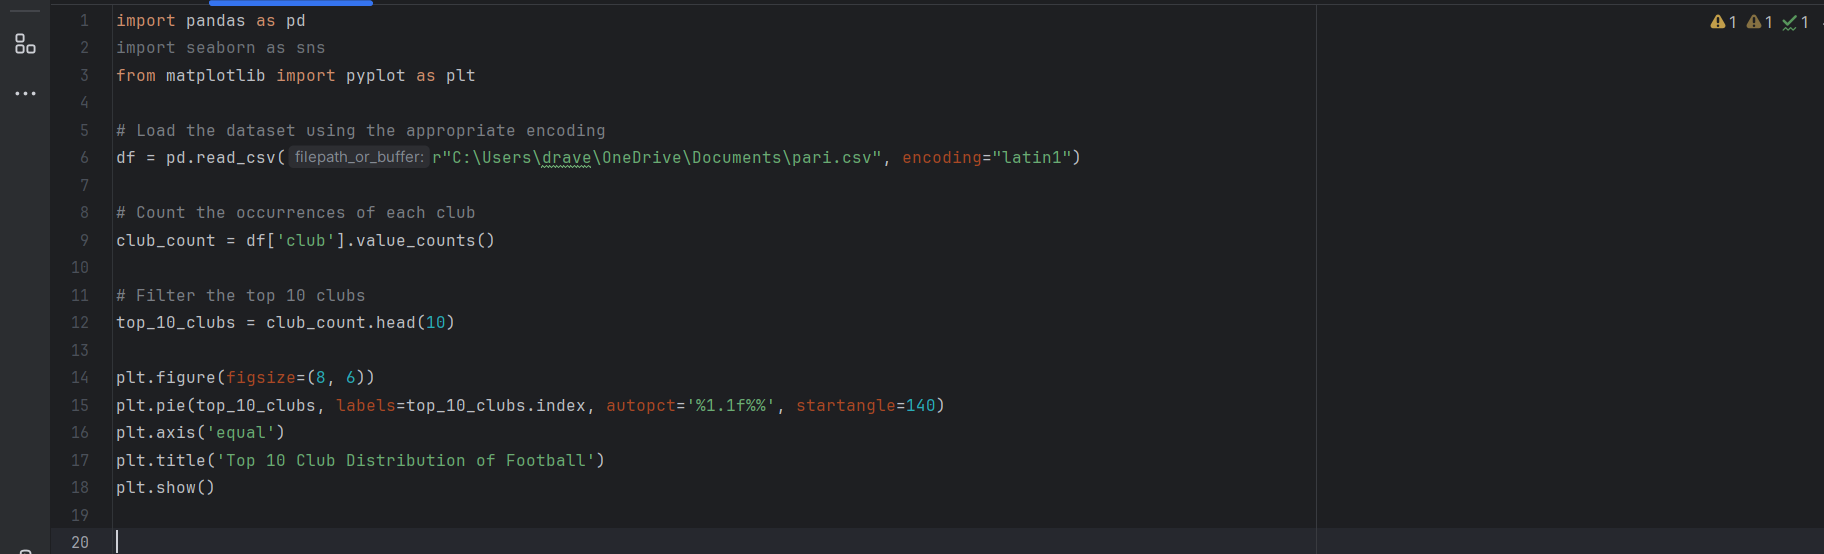 1 import pandas as pd
2 import seaborn as sns
3 from matplotlib import pyplot as plt
4
5 # Load the dataset using the appropriate encoding
6 df = pd.read_csv( filepath_or_buffer: r"C:\Users\drave\OneDrive\Documents\pari.csv", encoding="latin1")
7
8 # Count the occurrences of each club
9 club_count = df['club'].value_counts()
10
11 # Filter the top 10 clubs
12 top_10_clubs = club_count.head(10)
13
14 plt.figure(figsize=(8, 6))
15 plt.pie(top_10_clubs, labels=top_10_clubs.index, autopct='%1.1f%%', startangle=140)
16 plt.axis('equal')
17 plt.title('Top 10 Club Distribution of Football')
18 plt.show()
19
20
1 1 1